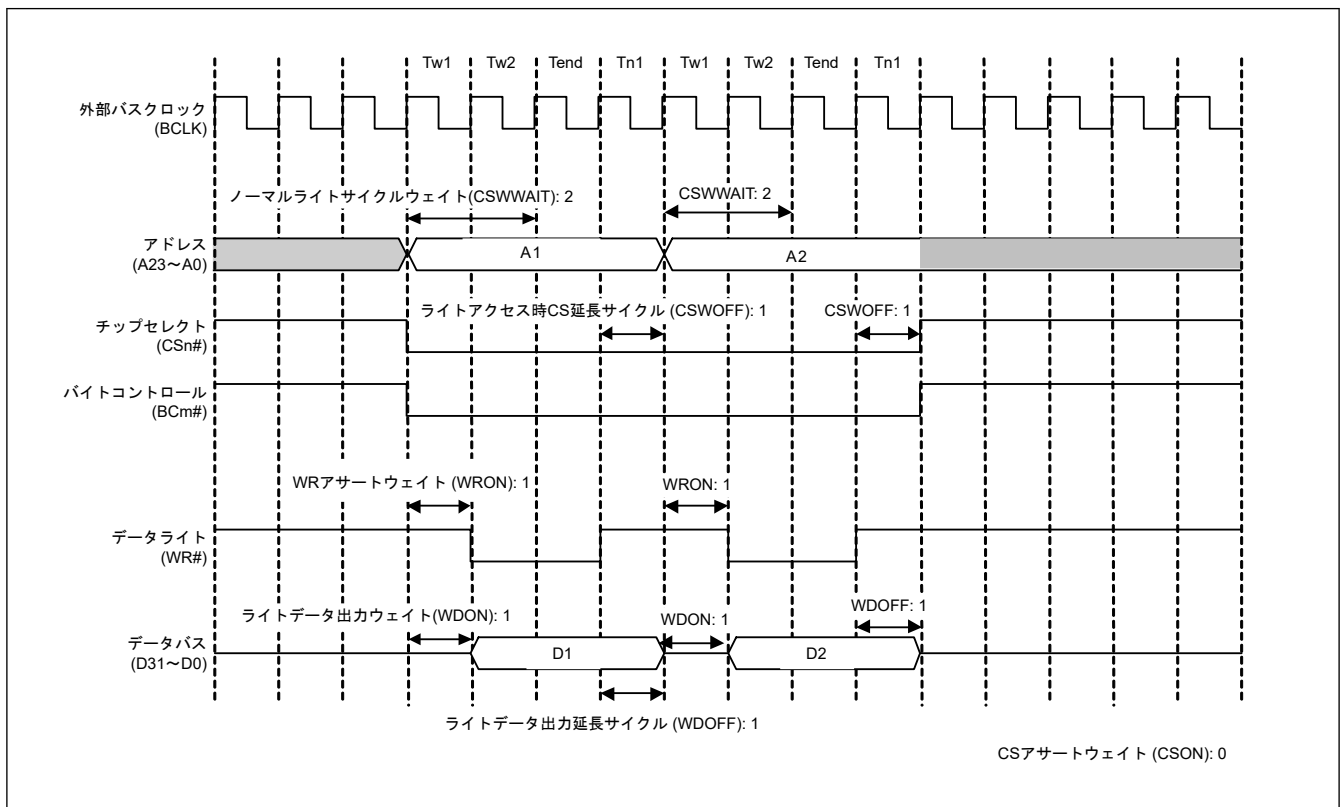 Tw1 Tw2 Tend Tn1 Tw1 Tw2 Tend Tn1
外部バスクロック
(BCLK)
ノーマルライトサイクルウェイト(CSWWAIT): 2
CSWWAIT: 2
アドレス
(A23～A0)
A1
A2
ライトアクセス時CS延長サイクル (CSWOFF): 1
CSWOFF: 1
チップセレクト
(CSn#)
バイトコントロール
(BCm#)
WRアサートウェイト (WRON): 1
WRON: 1
データライト
(WR#)
ライトデータ出力ウェイト(WDON): 1
WDON: 1
WDOFF: 1
データバス
(D31～D0)
D1
D2
ライトデータ出力延長サイクル (WDOFF): 1
CSアサートウェイト (CSON): 0